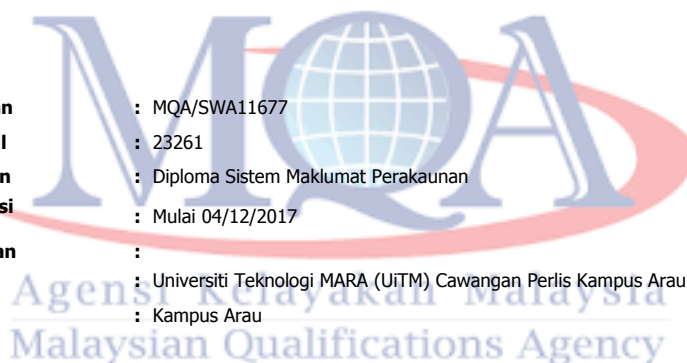 MQA
an : MQA/SWA11677
l : 23261
n : Diploma Sistem Maklumat Perakaunan
si : Mulai 04/12/2017
an :
: Universiti Teknologi MARA (UiTM) Cawangan Perlis Kampus Arau
: Kampus Arau
Agensi Kelayakan Malaysia
Malaysian Qualifications Agency